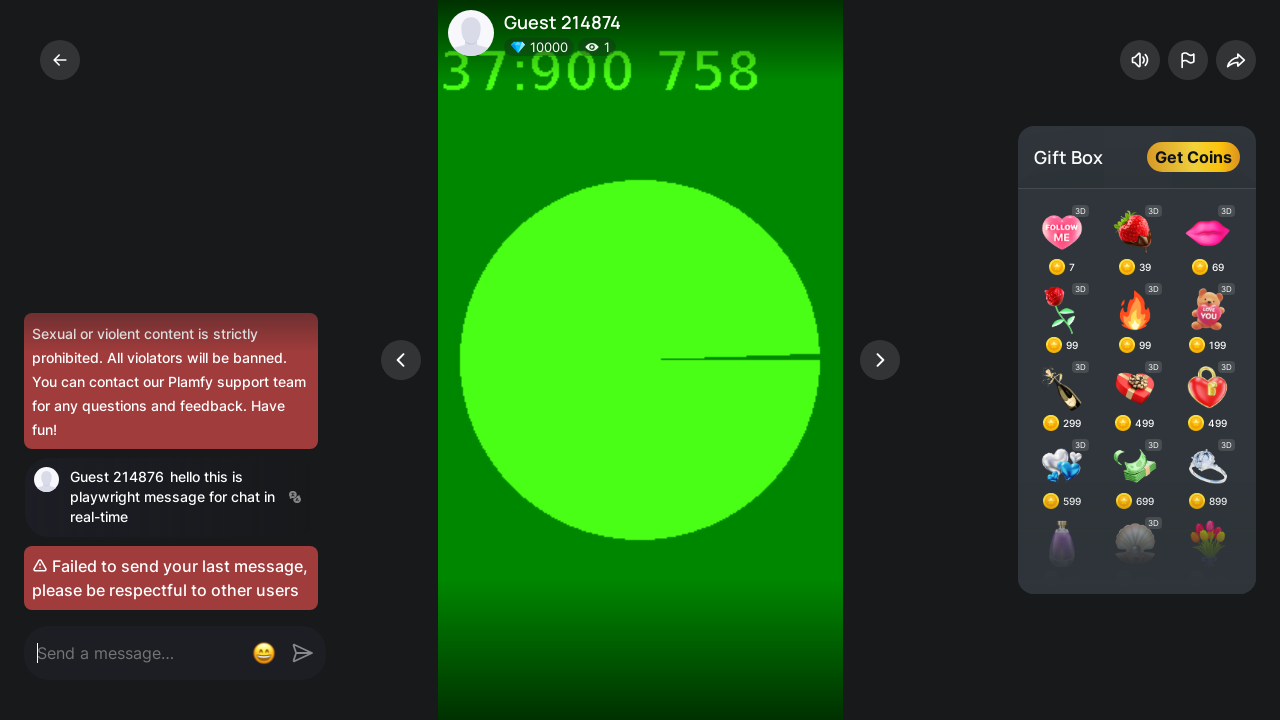 Guest 214874
10000 1
37:900 758
Gift Box
Get Coins
3D 3D 3D
FOLLOW
ME
7 39 69
3D 3D 3D
LOVE
YOU
99 99 199
3D 3D 3D
299 499 499
3D 3D 3D
599 699 899
3D
Sexual or violent content is strictly
prohibited. All violators will be banned.
You can contact our Plamfy support team
for any questions and feedback. Have
fun!
Guest 214876 hello this is
playwright message for chat in
real-time
Failed to send your last message,
please be respectful to other users
Send a message...